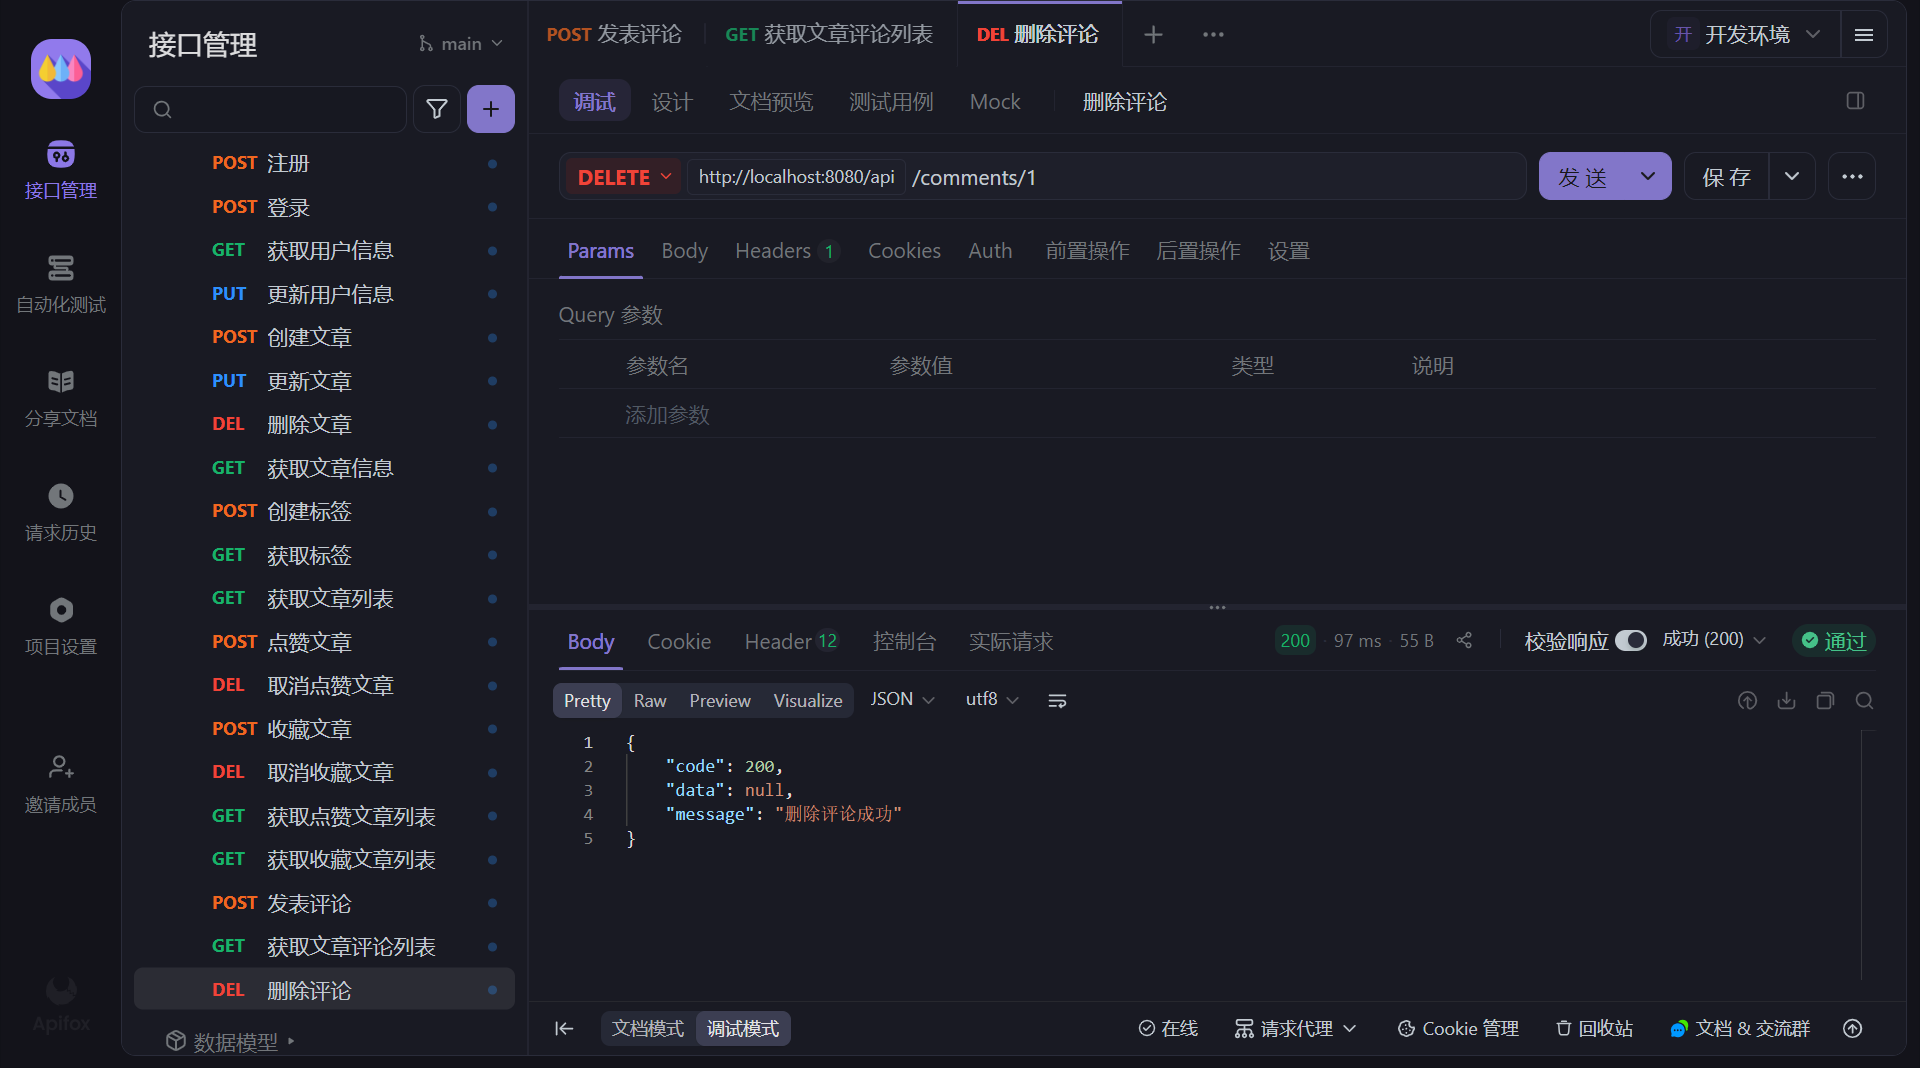 接口管理
自动化测试
分享文档
请求历史
项目设置
邀请成员
Apifox
接口管理
main
POST 注册
POST 登录
GET 获取用户信息
PUT 更新用户信息
POST 创建文章
PUT 更新文章
DEL 删除文章
GET 获取文章信息
POST 创建标签
GET 获取标签
GET 获取文章列表
POST 点赞文章
DEL 取消点赞文章
POST 收藏文章
DEL 取消收藏文章
GET 获取点赞文章列表
GET 获取收藏文章列表
POST 发表评论
GET 获取文章评论列表
DEL 删除评论
数据模型
POST 发表评论 GET 获取文章评论列表 DEL 删除评论
开 开发环境
调试 设计 文档预览 测试用例 Mock 删除评论
DELETE http://localhost:8080/api /comments/1 发 送 保 存
Params Body Headers 1 Cookies Auth 前置操作 后置操作 设置
Query 参数
参数名 参数值 类型 说明
添加参数
Body Cookie Header 12 控制台 实际请求 200 97 ms 55 B 校验响应 成功 (200) 通过
Pretty Raw Preview Visualize JSON utf8
1 {
2 "code": 200,
3 "data": null,
4 "message": "删除评论成功"
5 }
文档模式 调试模式 在线 请求代理 Cookie 管理 回收站 文档 & 交流群